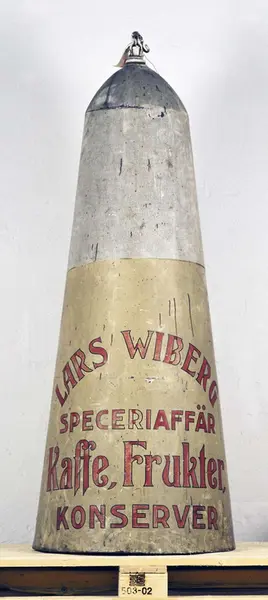 LARS WIBERG
SPECERIAFFÄR
Kaffe, Frukter,
KONSERVER
503-02